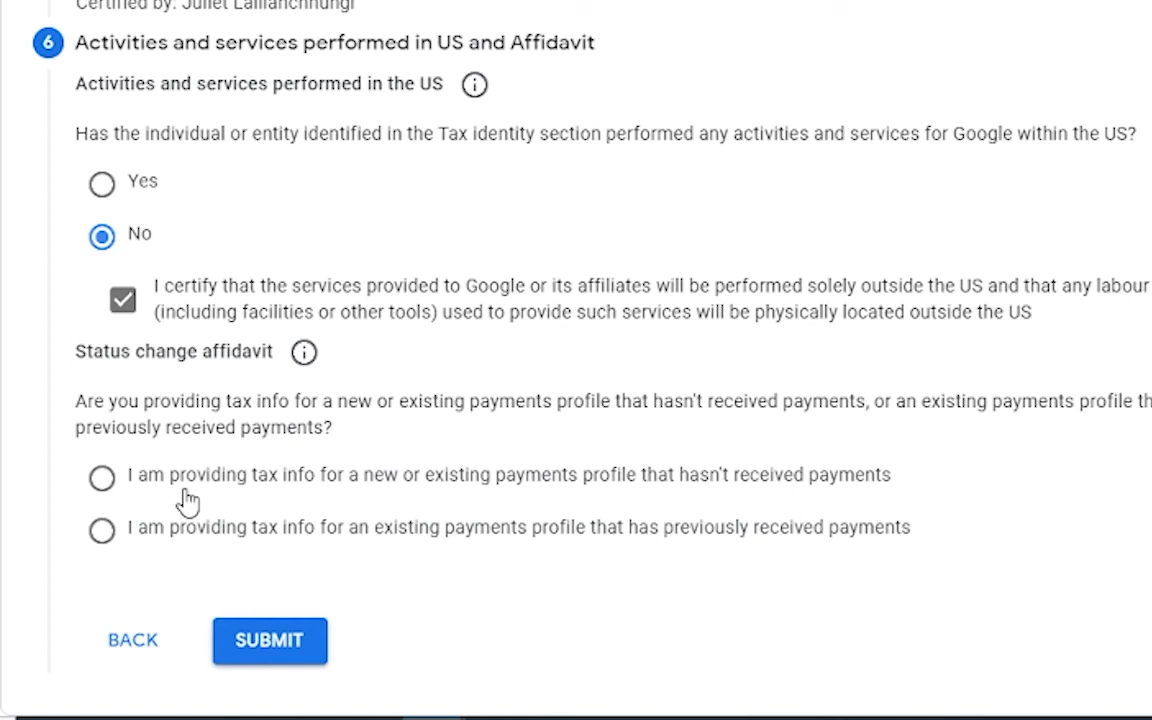 Certified by: Juliet Lalhanchhungi
6 Activities and services performed in US and Affidavit
Activities and services performed in the US
Has the individual or entity identified in the Tax identity section performed any activities and services for Google within the US?
Yes
No
I certify that the services provided to Google or its affiliates will be performed solely outside the US and that any labour
(including facilities or other tools) used to provide such services will be physically located outside the US
Status change affidavit
Are you providing tax info for a new or existing payments profile that hasn't received payments, or an existing payments profile th
previously received payments?
I am providing tax info for a new or existing payments profile that hasn't received payments
I am providing tax info for an existing payments profile that has previously received payments
BACK
SUBMIT